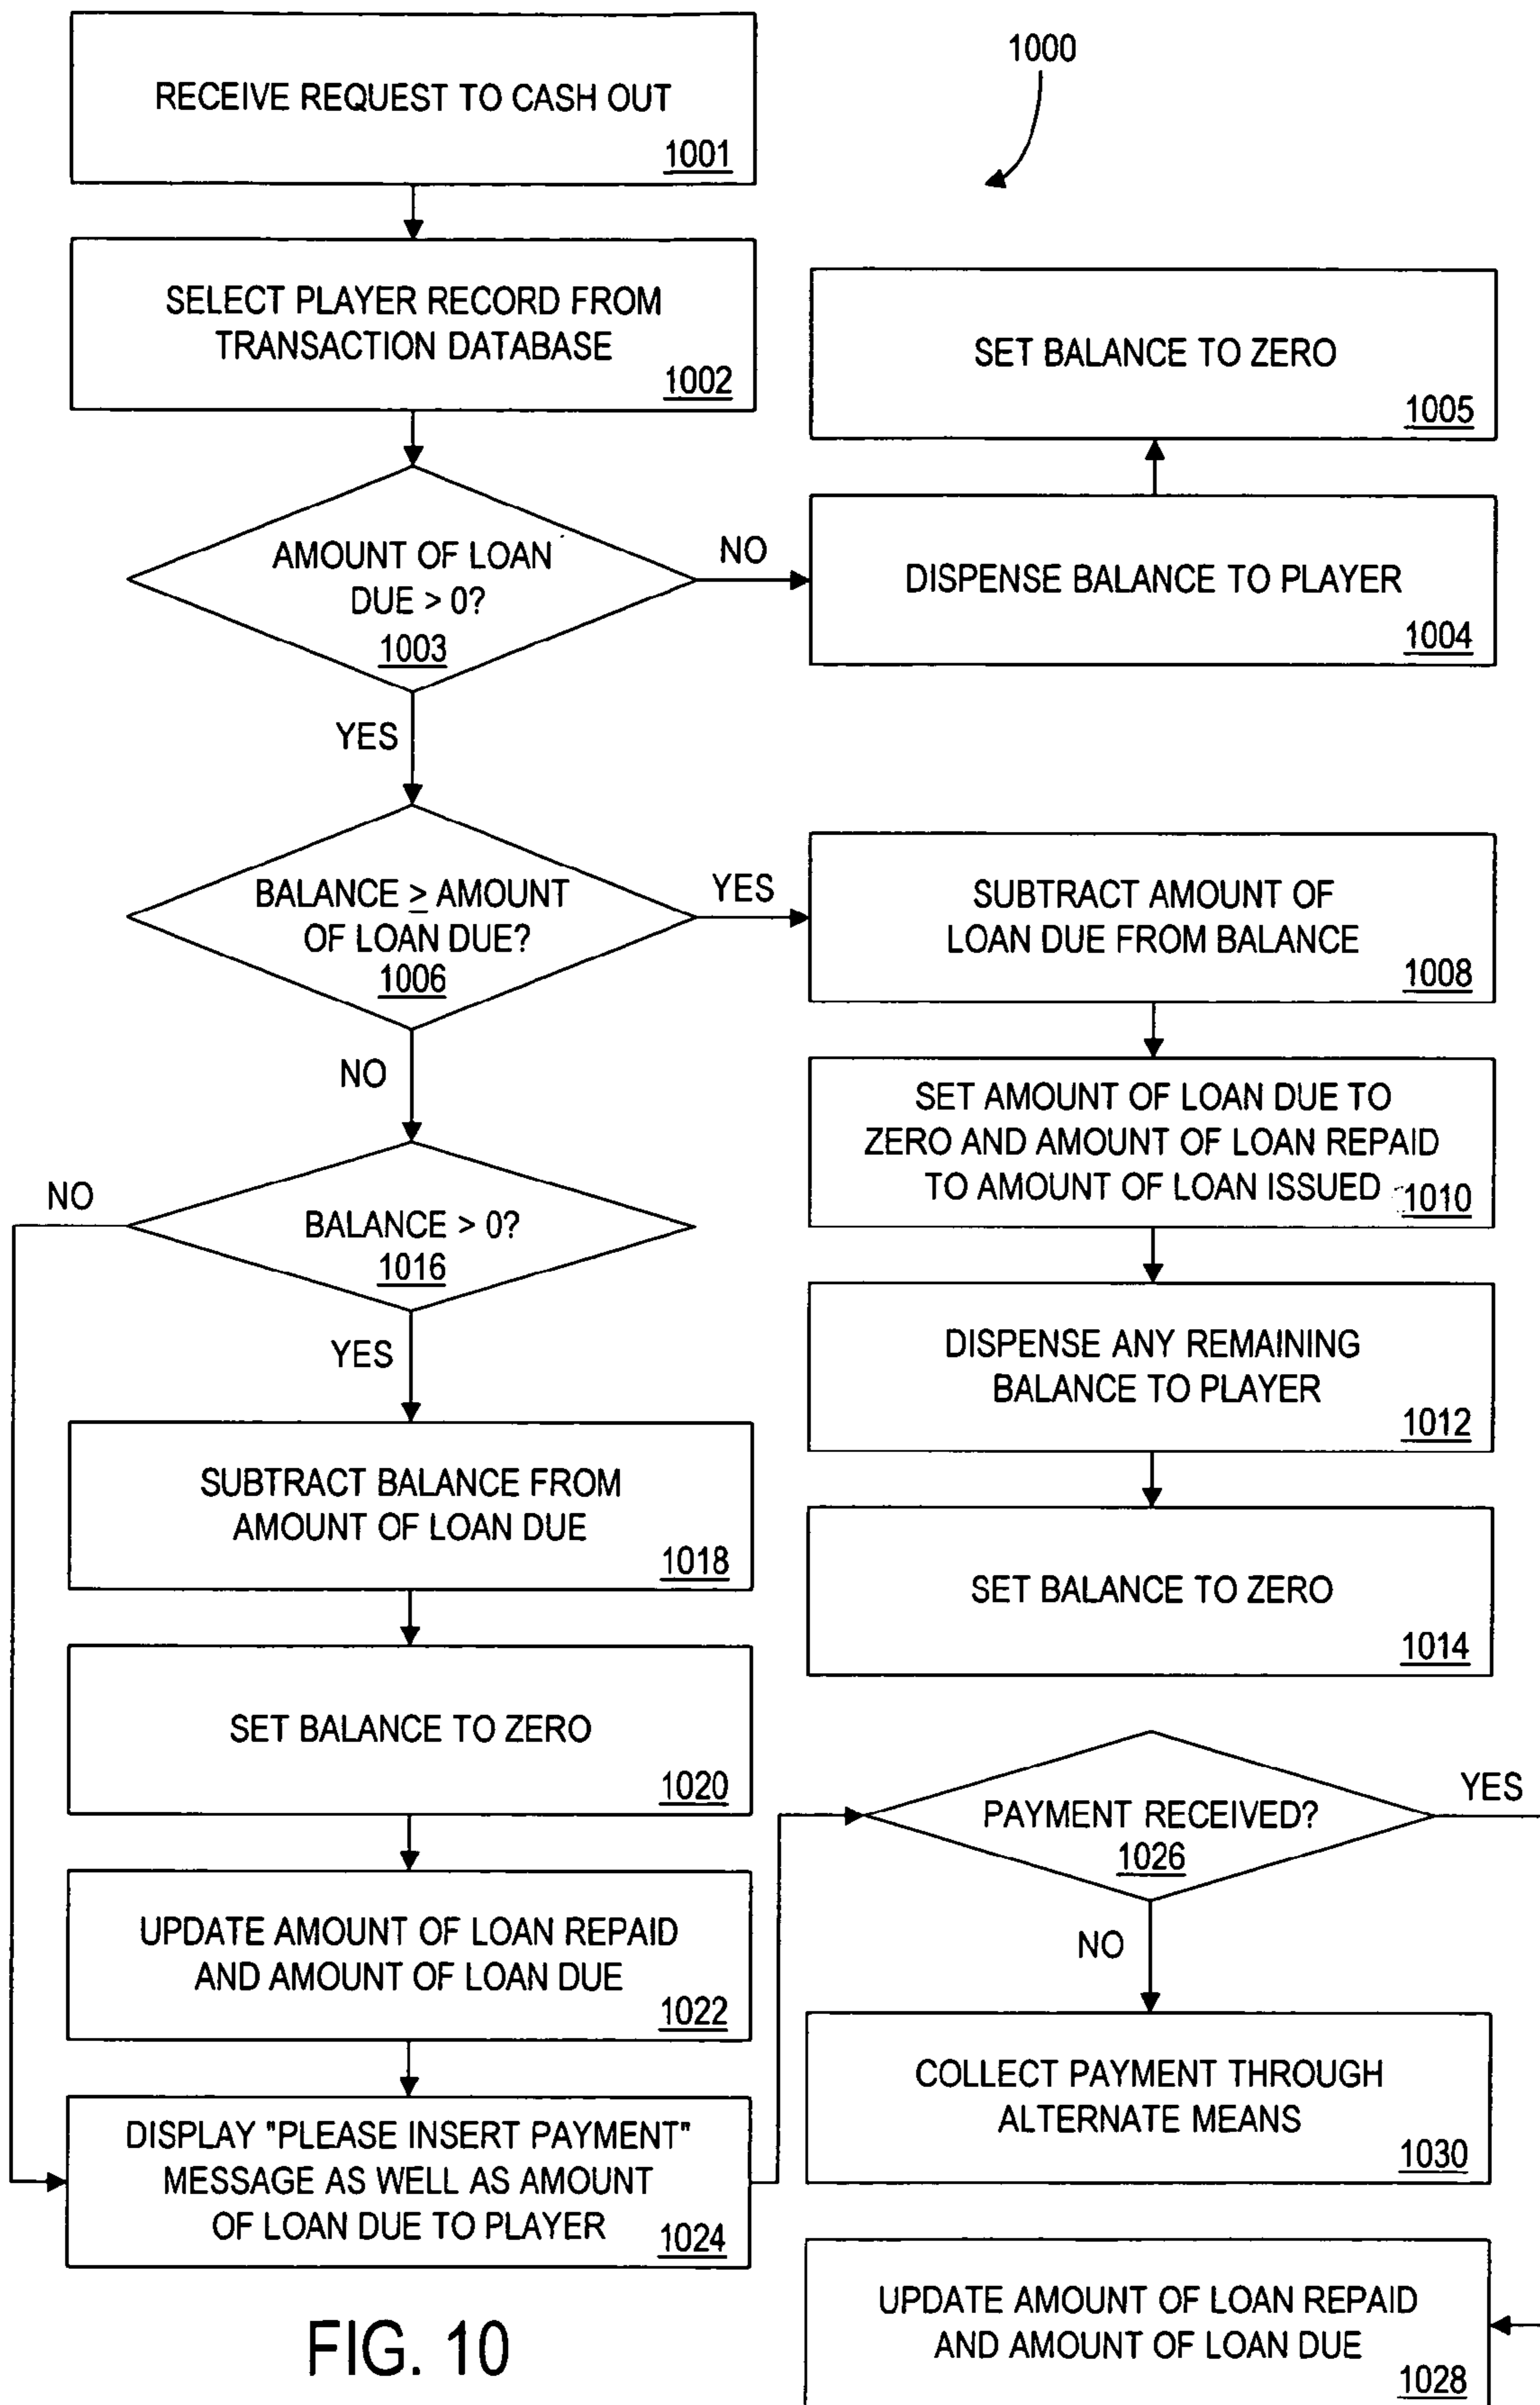 1000
RECEIVE REQUEST TO CASH OUT
1001
SELECT PLAYER RECORD FROM
TRANSACTION DATABASE
1002
SET BALANCE TO ZERO
1005
AMOUNT OF LOAN
DUE > 0?
1003
NO
DISPENSE BALANCE TO PLAYER
1004
YES
BALANCE ≥ AMOUNT
OF LOAN DUE?
1006
YES
SUBTRACT AMOUNT OF
LOAN DUE FROM BALANCE
1008
NO
SET AMOUNT OF LOAN DUE TO
ZERO AND AMOUNT OF LOAN REPAID
TO AMOUNT OF LOAN ISSUED
1010
NO
BALANCE > 0?
1016
YES
DISPENSE ANY REMAINING
BALANCE TO PLAYER
1012
SUBTRACT BALANCE FROM
AMOUNT OF LOAN DUE
1018
SET BALANCE TO ZERO
1014
SET BALANCE TO ZERO
1020
PAYMENT RECEIVED?
1026
YES
NO
UPDATE AMOUNT OF LOAN REPAID
AND AMOUNT OF LOAN DUE
1022
COLLECT PAYMENT THROUGH
ALTERNATE MEANS
1030
DISPLAY "PLEASE INSERT PAYMENT"
MESSAGE AS WELL AS AMOUNT
OF LOAN DUE TO PLAYER
1024
UPDATE AMOUNT OF LOAN REPAID
AND AMOUNT OF LOAN DUE
1028
FIG. 10